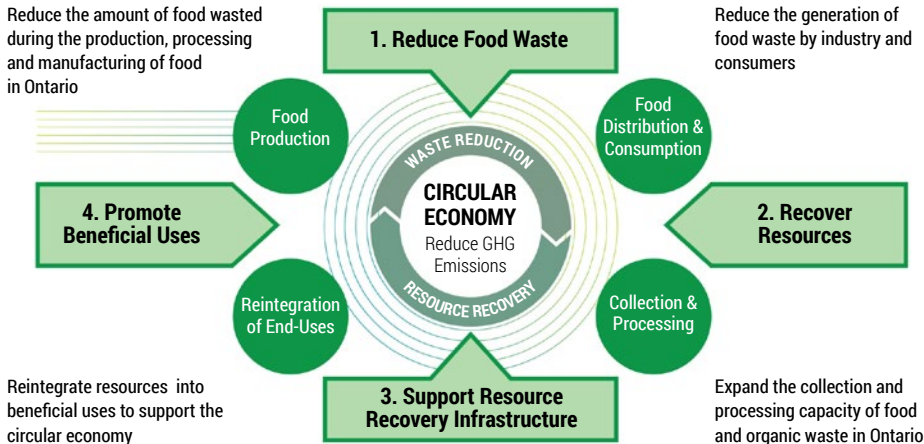 Reduce the amount of food wasted
during the production, processing
and manufacturing of food
in Ontario
1. Reduce Food Waste
Reduce the generation of
food waste by industry and
consumers
Food
Production
Food
Distribution &
Consumption
WASTE REDUCTION
CIRCULAR
ECONOMY
Reduce GHG
Emissions
RESOURCE RECOVERY
4. Promote
Beneficial Uses
2. Recover
Resources
Reintegration
of End-Uses
Collection &
Processing
Reintegrate resources into
beneficial uses to support the
circular economy
3. Support Resource
Recovery Infrastructure
Expand the collection and
processing capacity of food
and organic waste in Ontario